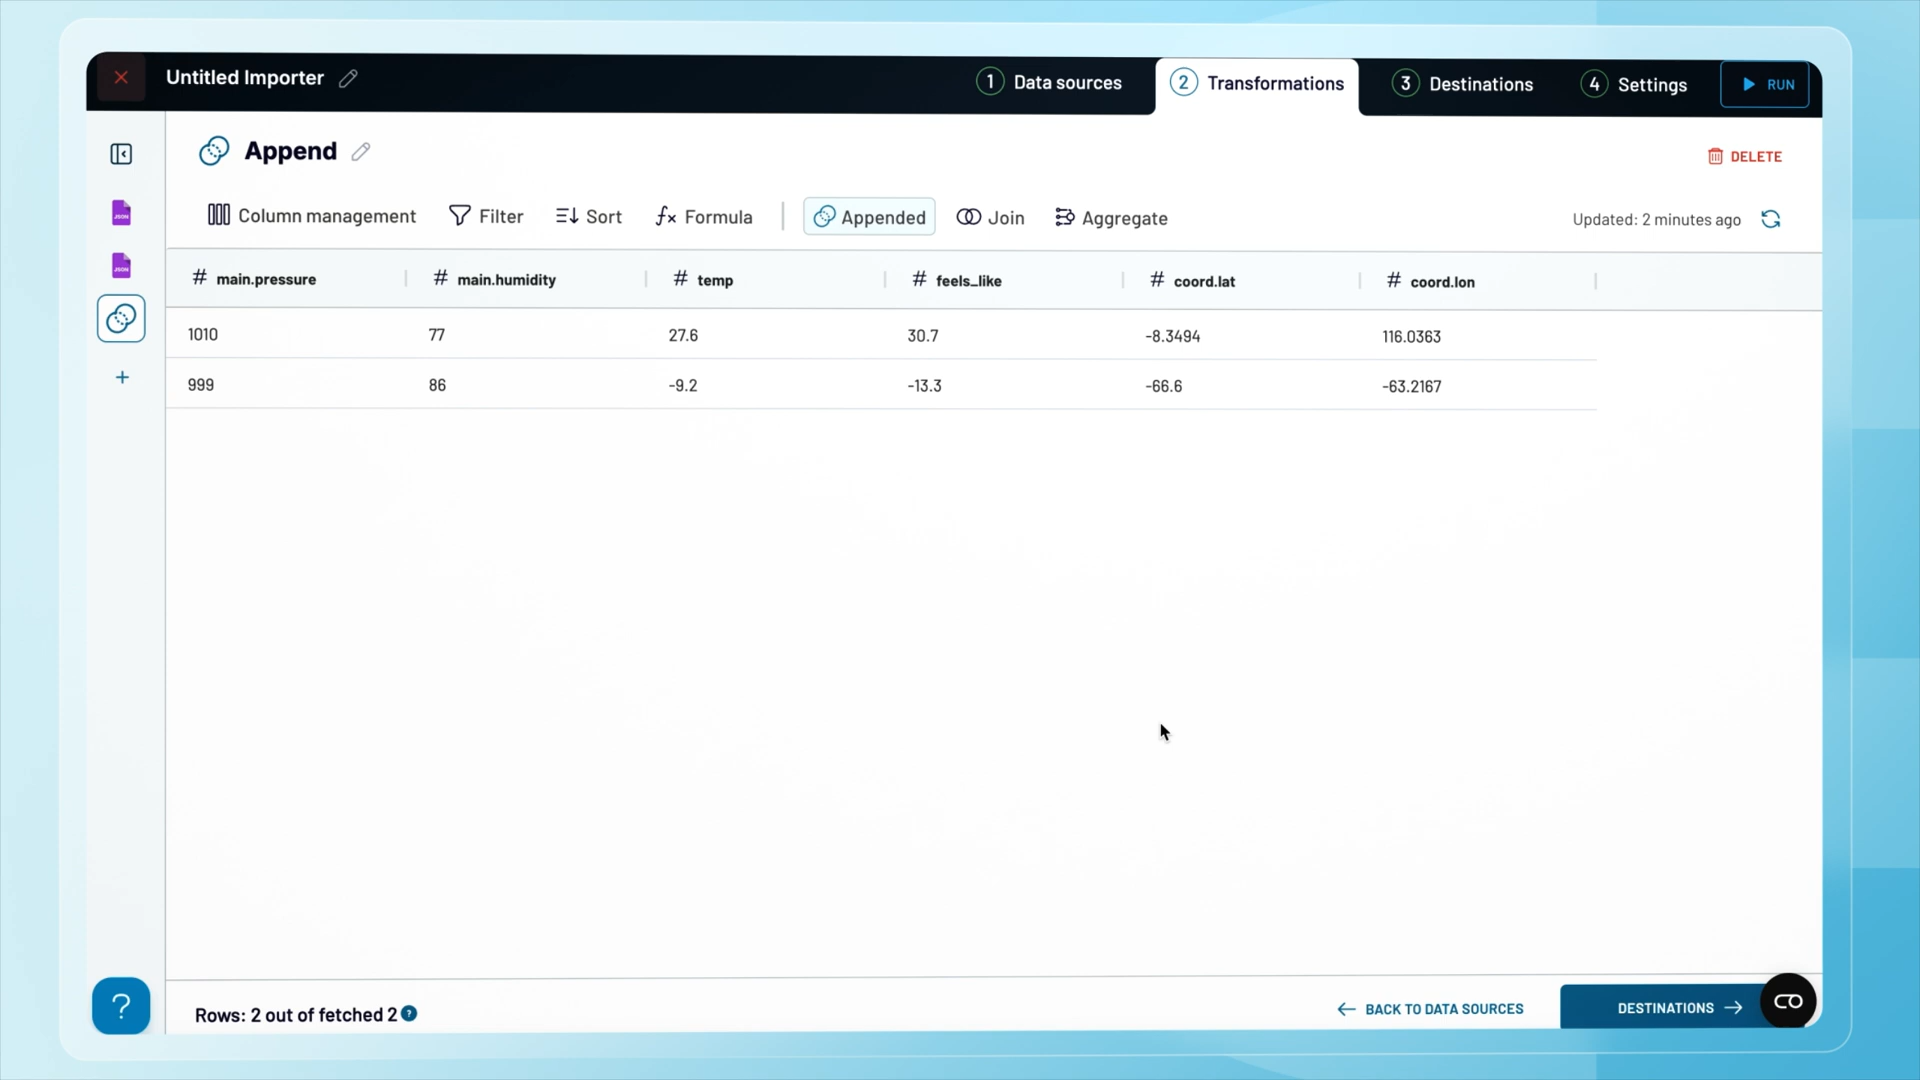 Untitled Importer
1 Data sources
2 Transformations
3 Destinations
4 Settings
RUN
Append
DELETE
Column management
Filter
Sort
Formula
Appended
Join
Aggregate
Updated: 2 minutes ago
# main.pressure # main.humidity # temp # feels_like # coord.lat # coord.lon
1010 77 27.6 30.7 -8.3494 116.0363
999 86 -9.2 -13.3 -66.6 -63.2167
JSON
JSON
Rows: 2 out of fetched 2 ?
BACK TO DATA SOURCES
DESTINATIONS
?